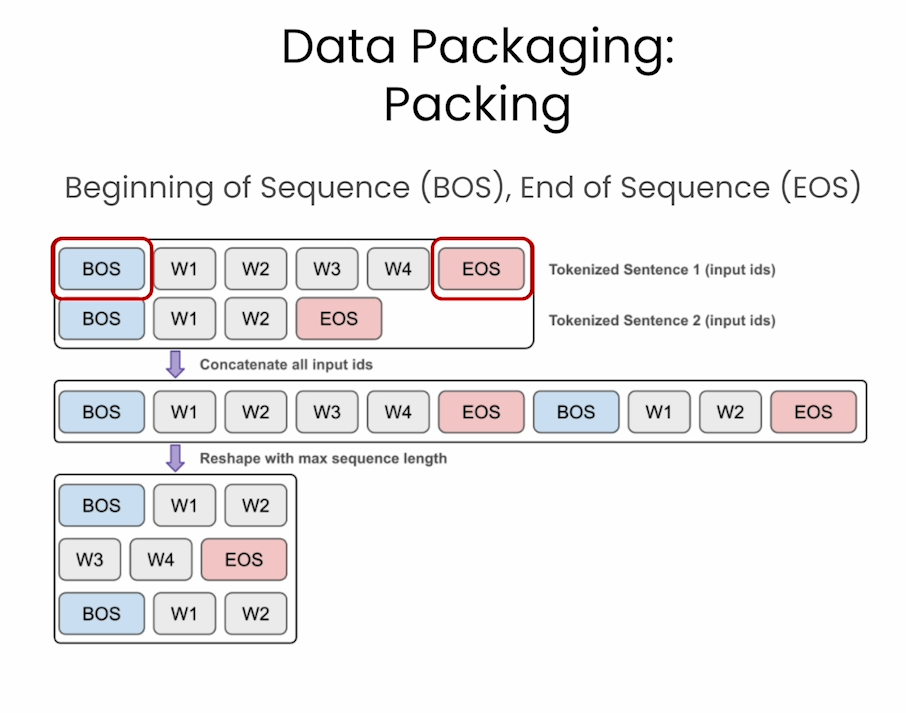 Data Packaging:
Packing
Beginning of Sequence (BOS), End of Sequence (EOS)
BOS W1 W2 W3 W4 EOS Tokenized Sentence 1 (input ids)
BOS W1 W2 EOS Tokenized Sentence 2 (input ids)
Concatenate all input ids
BOS W1 W2 W3 W4 EOS BOS W1 W2 EOS
Reshape with max sequence length
BOS W1 W2
W3 W4 EOS
BOS W1 W2